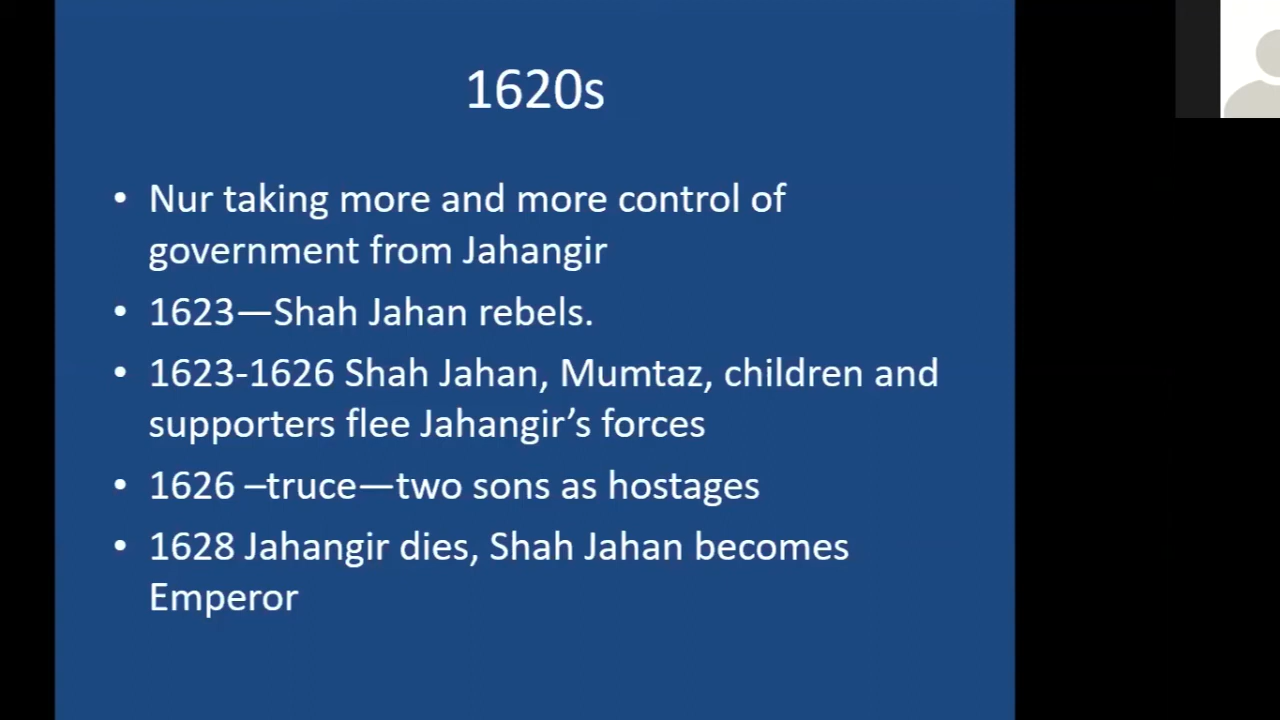 1620s
• Nur taking more and more control of
government from Jahangir
• 1623—Shah Jahan rebels.
• 1623-1626 Shah Jahan, Mumtaz, children and
supporters flee Jahangir’s forces
• 1626 –truce—two sons as hostages
• 1628 Jahangir dies, Shah Jahan becomes
Emperor